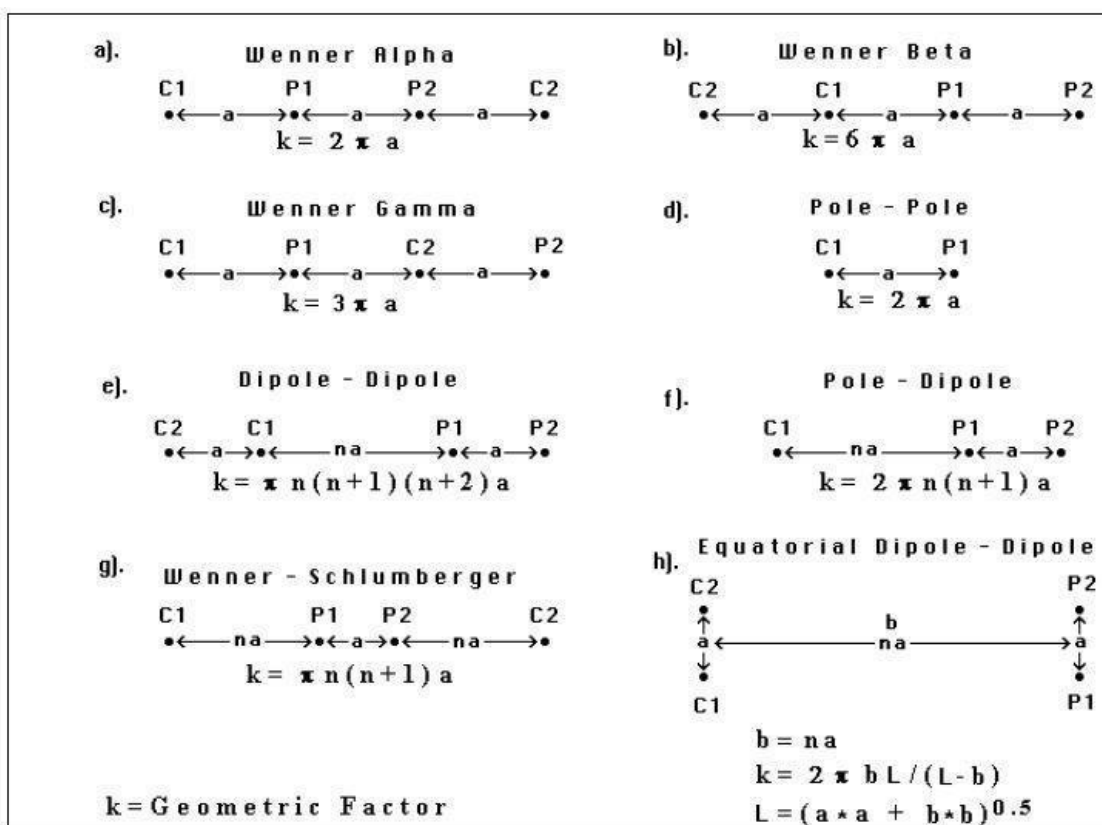 a).
Wenner Alpha
C1 P1 P2 C2
a a a
k = 2 π a
b).
Wenner Beta
C2 C1 P1 P2
a a a
k = 6 π a
c).
Wenner Gamma
C1 P1 C2 P2
a a a
k = 3 π a
d).
Pole - Pole
C1 P1
a
k = 2 π a
e).
Dipole - Dipole
C2 C1 P1 P2
a na a
k = π n(n+1)(n+2)a
f).
Pole - Dipole
C1 P1 P2
na a
k = 2 π n(n+1)a
g).
Wenner - Schlumberger
C1 P1 P2 C2
na a na
k = π n(n+1)a
h).
Equatorial Dipole - Dipole
C2 P2
b
a na a
C1 P1
b = na
k = 2 π b L/(L-b)
L = (a*a + b*b)^0.5
k = Geometric Factor